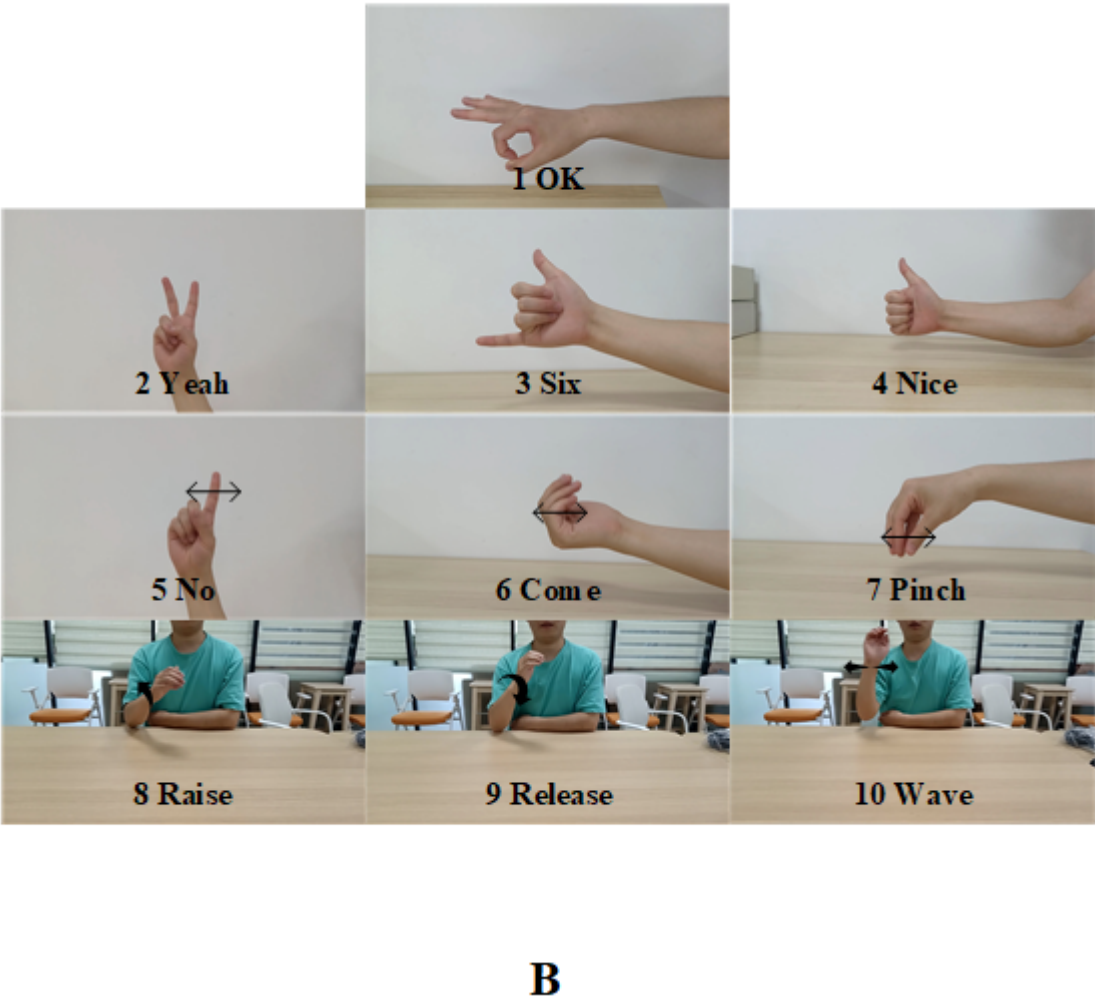 1 OK
2 Yeah
3 Six
4 Nice
5 No
6 Come
7 Pinch
8 Raise
9 Release
10 Wave
B